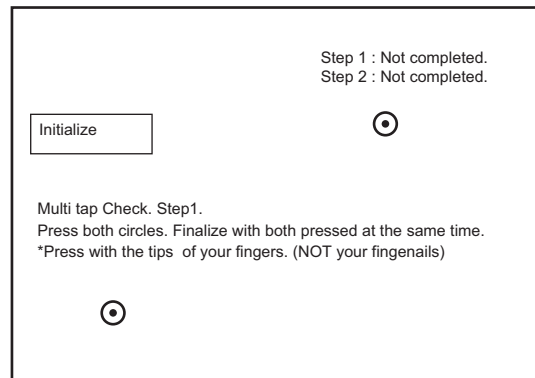 Step 1 : Not completed.
Step 2 : Not completed.
Initialize
Multi tap Check. Step1.
Press both circles. Finalize with both pressed at the same time.
*Press with the tips of your fingers. (NOT your fingenails)